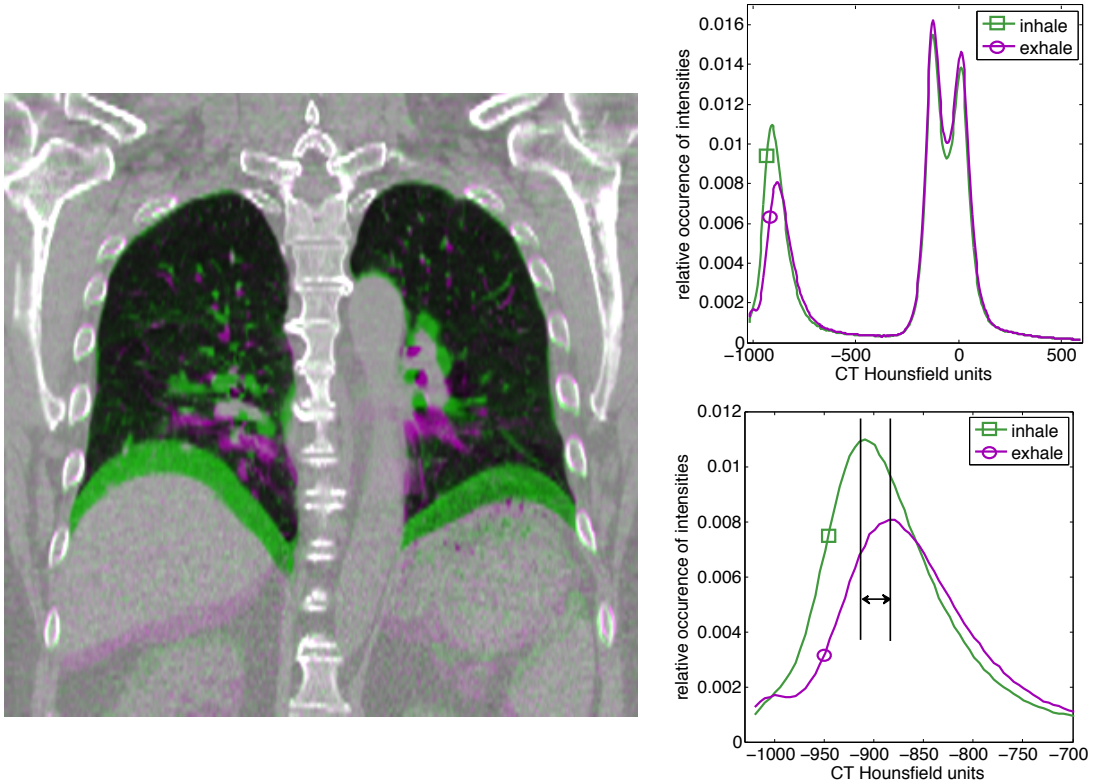 0.016
0.014
0.012
0.01
0.008
0.006
0.004
0.002
0
relative occurence of intensities
inhale
exhale
−1000 −500 0 500
CT Hounsfield units
0.012
0.01
0.008
0.006
0.004
0.002
0
relative occurence of intensities
inhale
exhale
−1000 −950 −900 −850 −800 −750 −700
CT Hounsfield units